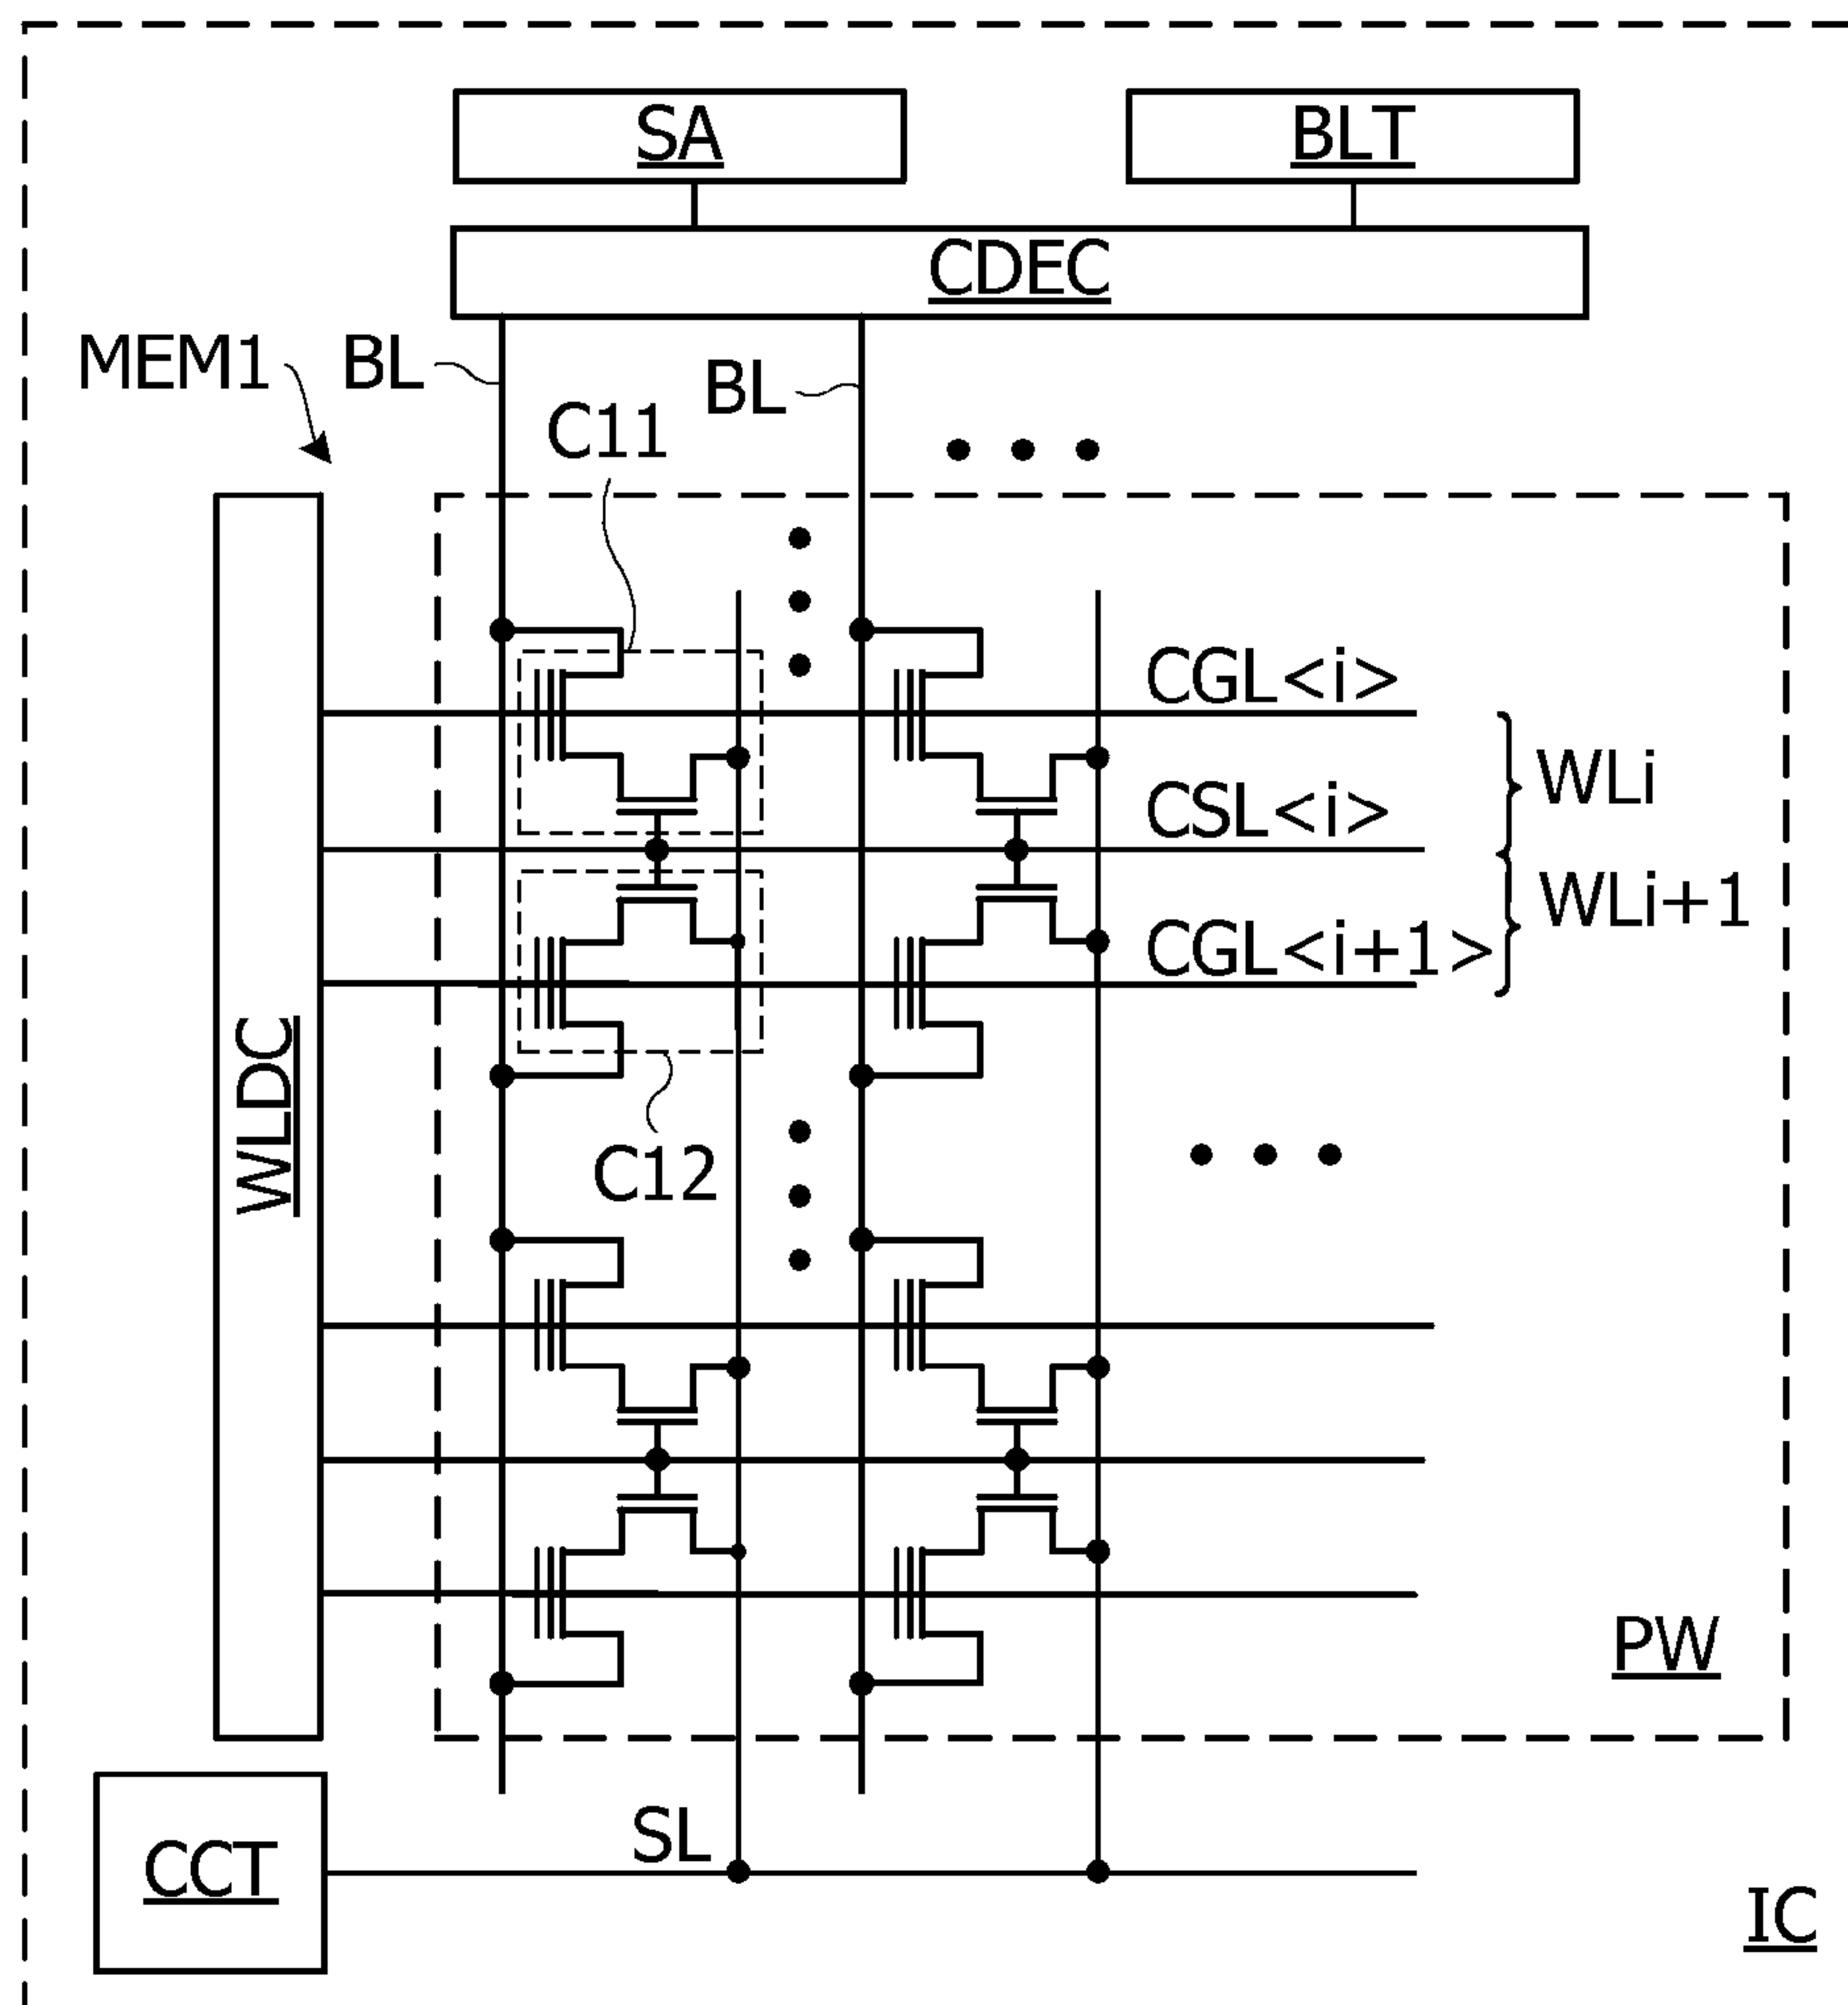 SA
BLT
CDEC
MEM1
BL
BL
C11
CGL<i>
WLi
CSL<i>
WLi+1
CGL<i+1>
WLDC
C12
PW
SL
CCT
IC